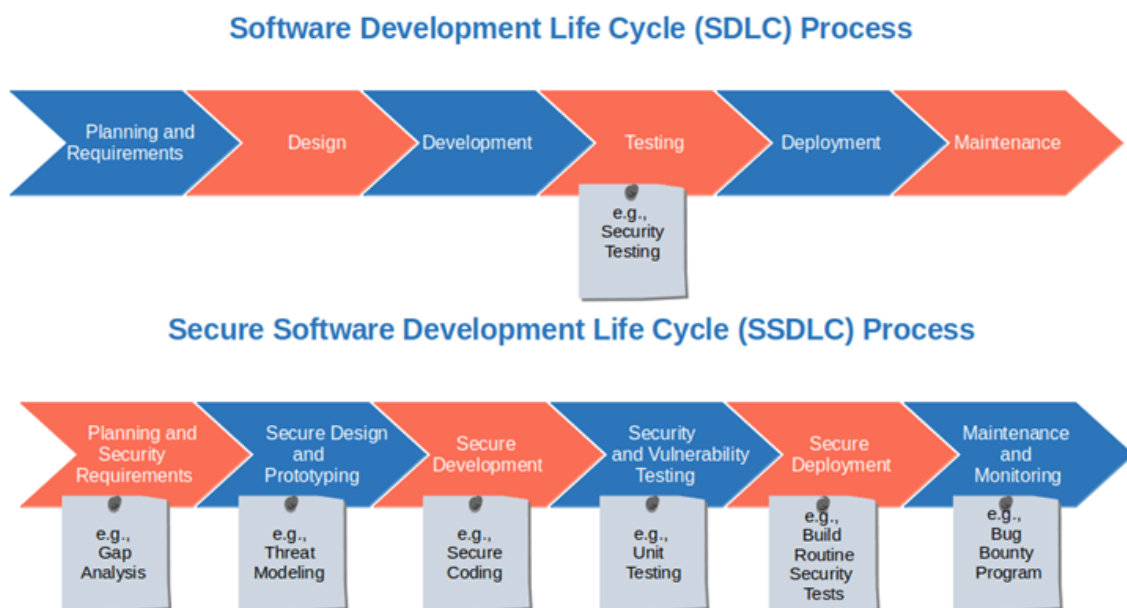 Software Development Life Cycle (SDLC) Process
Planning and
Requirements
Design
Development
Testing
Deployment
Maintenance
e.g.,
Security
Testing
Secure Software Development Life Cycle (SSDLC) Process
Planning and
Security
Requirements
Secure Design
and
Prototyping
Secure
Development
Security
and Vulnerability
Testing
Secure
Deployment
Maintenance
and
Monitoring
e.g.,
Gap
Analysis
e.g.,
Threat
Modeling
e.g.,
Secure
Coding
e.g.,
Unit
Testing
e.g.,
Build
Routine
Security
Tests
e.g.,
Bug
Bounty
Program